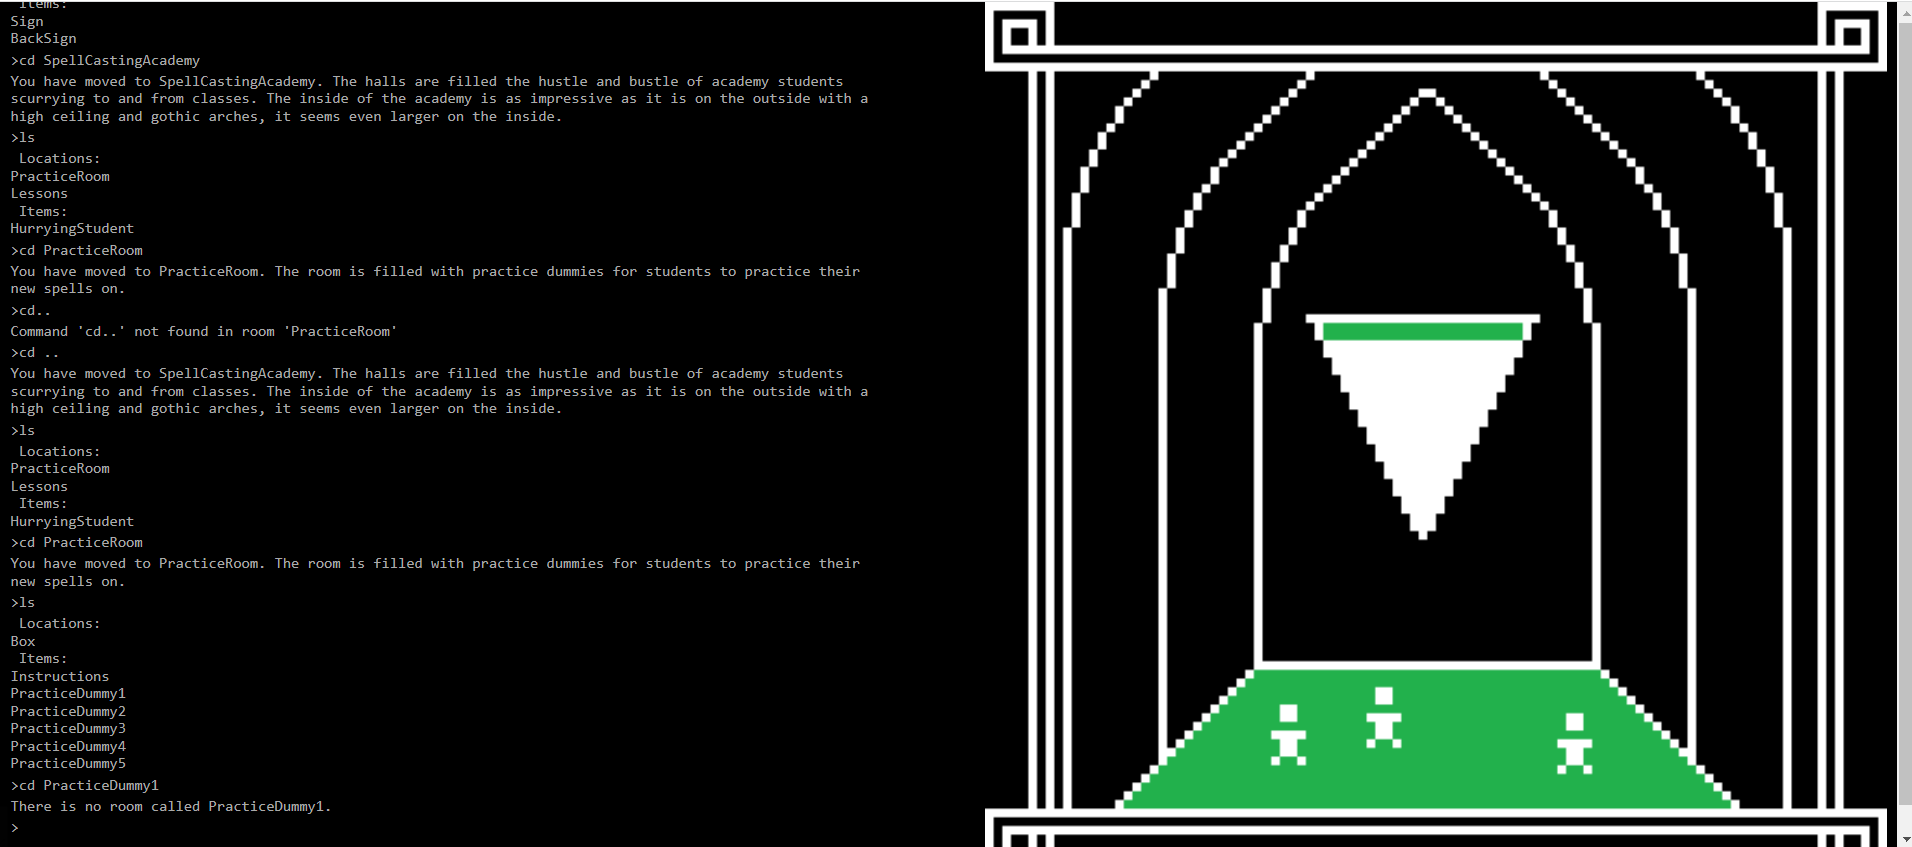 Items:
Sign
BackSign
>cd SpellCastingAcademy
You have moved to SpellCastingAcademy. The halls are filled the hustle and bustle of academy students
scurrying to and from classes. The inside of the academy is as impressive as it is on the outside with a
high ceiling and gothic arches, it seems even larger on the inside.
>ls
Locations:
PracticeRoom
Lessons
Items:
HurryingStudent
>cd PracticeRoom
You have moved to PracticeRoom. The room is filled with practice dummies for students to practice their
new spells on.
>cd..
Command 'cd..' not found in room 'PracticeRoom'
>cd ..
You have moved to SpellCastingAcademy. The halls are filled the hustle and bustle of academy students
scurrying to and from classes. The inside of the academy is as impressive as it is on the outside with a
high ceiling and gothic arches, it seems even larger on the inside.
>ls
Locations:
PracticeRoom
Lessons
Items:
HurryingStudent
>cd PracticeRoom
You have moved to PracticeRoom. The room is filled with practice dummies for students to practice their
new spells on.
>ls
Locations:
Box
Items:
Instructions
PracticeDummy1
PracticeDummy2
PracticeDummy3
PracticeDummy4
PracticeDummy5
>cd PracticeDummy1
There is no room called PracticeDummy1.
>